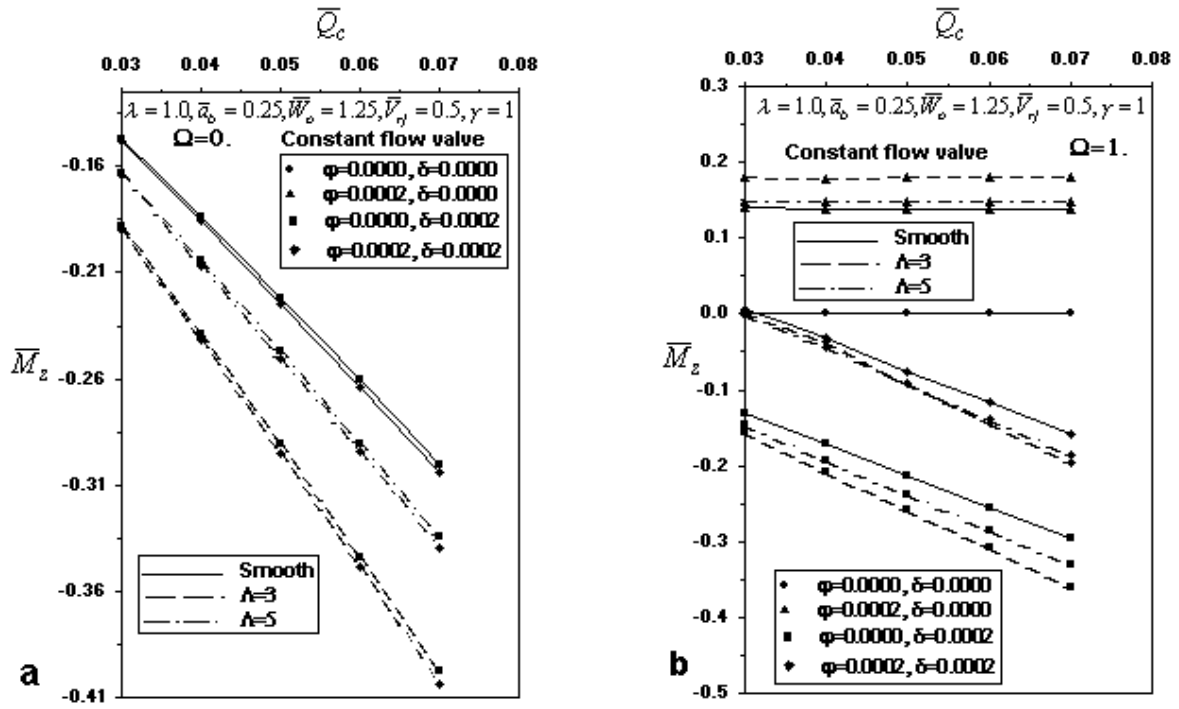 Q̅c
0.03 0.04 0.05 0.06 0.07 0.08
λ = 1.0, a̅b = 0.25, W̅o = 1.25, V̅rf = 0.5, γ = 1
Ω=0. Constant flow valve
φ=0.0000, δ=0.0000
φ=0.0002, δ=0.0000
φ=0.0000, δ=0.0002
φ=0.0002, δ=0.0002
-0.16
-0.21
-0.26
-0.31
-0.36
-0.41
M̅z
Smooth
Λ=3
Λ=5
a
Q̅c
0.03 0.04 0.05 0.06 0.07 0.08
λ = 1.0, a̅b = 0.25, W̅o = 1.25, V̅rf = 0.5, γ = 1
Constant flow valve Ω=1.
0.3
0.2
0.1
0.0
-0.1
-0.2
-0.3
-0.4
-0.5
M̅z
Smooth
Λ=3
Λ=5
φ=0.0000, δ=0.0000
φ=0.0002, δ=0.0000
φ=0.0000, δ=0.0002
φ=0.0002, δ=0.0002
b